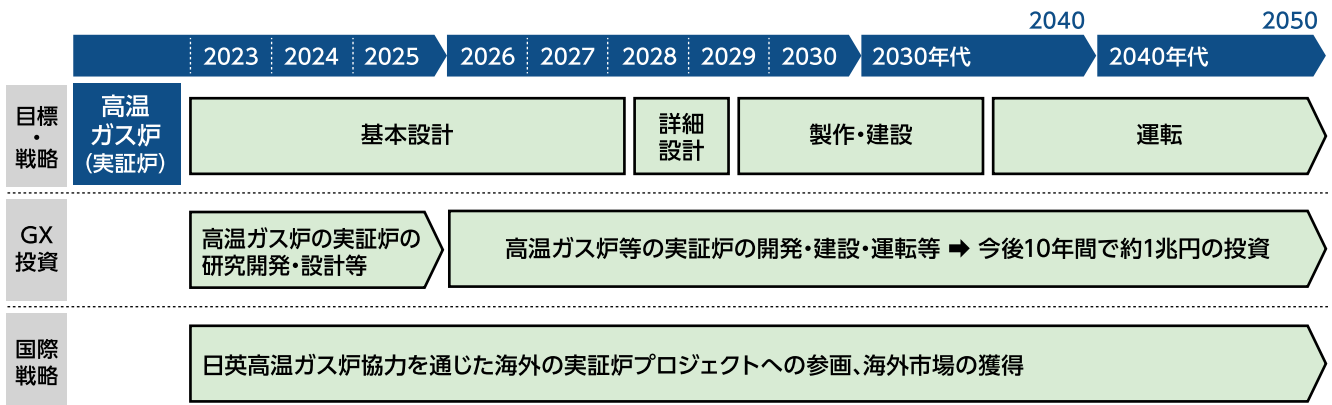 2040
2050
2023
2024
2025
2026
2027
2028
2029
2030
2030年代
2040年代
目標
・
戦略
高温
ガス炉
(実証炉)
基本設計
詳細
設計
製作・建設
運転
GX
投資
高温ガス炉の実証炉の
研究開発・設計等
高温ガス炉等の実証炉の開発・建設・運転等 ➡ 今後10年間で約1兆円の投資
国際
戦略
日英高温ガス炉協力を通じた海外の実証炉プロジェクトへの参画、海外市場の獲得